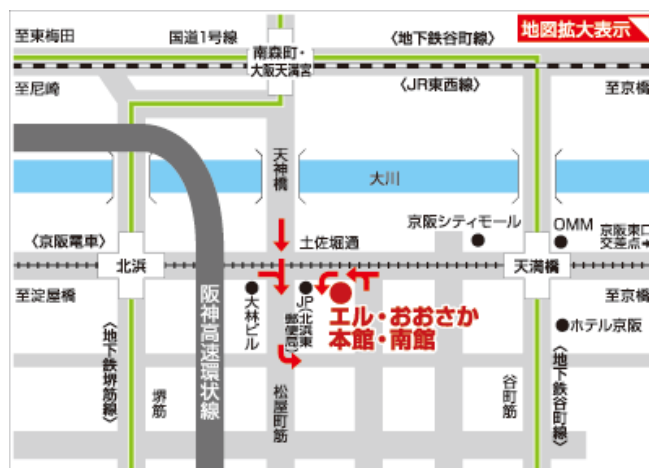 至東梅田
国道1号線
〈地下鉄谷町線〉
地図拡大表示
南森町・
大阪天満宮
至尼崎
〈JR東西線〉
至京橋
天神橋
大川
京阪シティモール
OMM
京阪東口
交差点→
〈京阪電車〉
土佐堀通
北浜
天満橋
至淀屋橋
至京橋
阪神高速環状線
大林ビル
JP(北浜東
郵便局)
エル・おおさか
本館・南館
ホテル京阪
〈地下鉄堺筋線〉
堺筋
松屋町筋
谷町筋
〈地下鉄谷町線〉